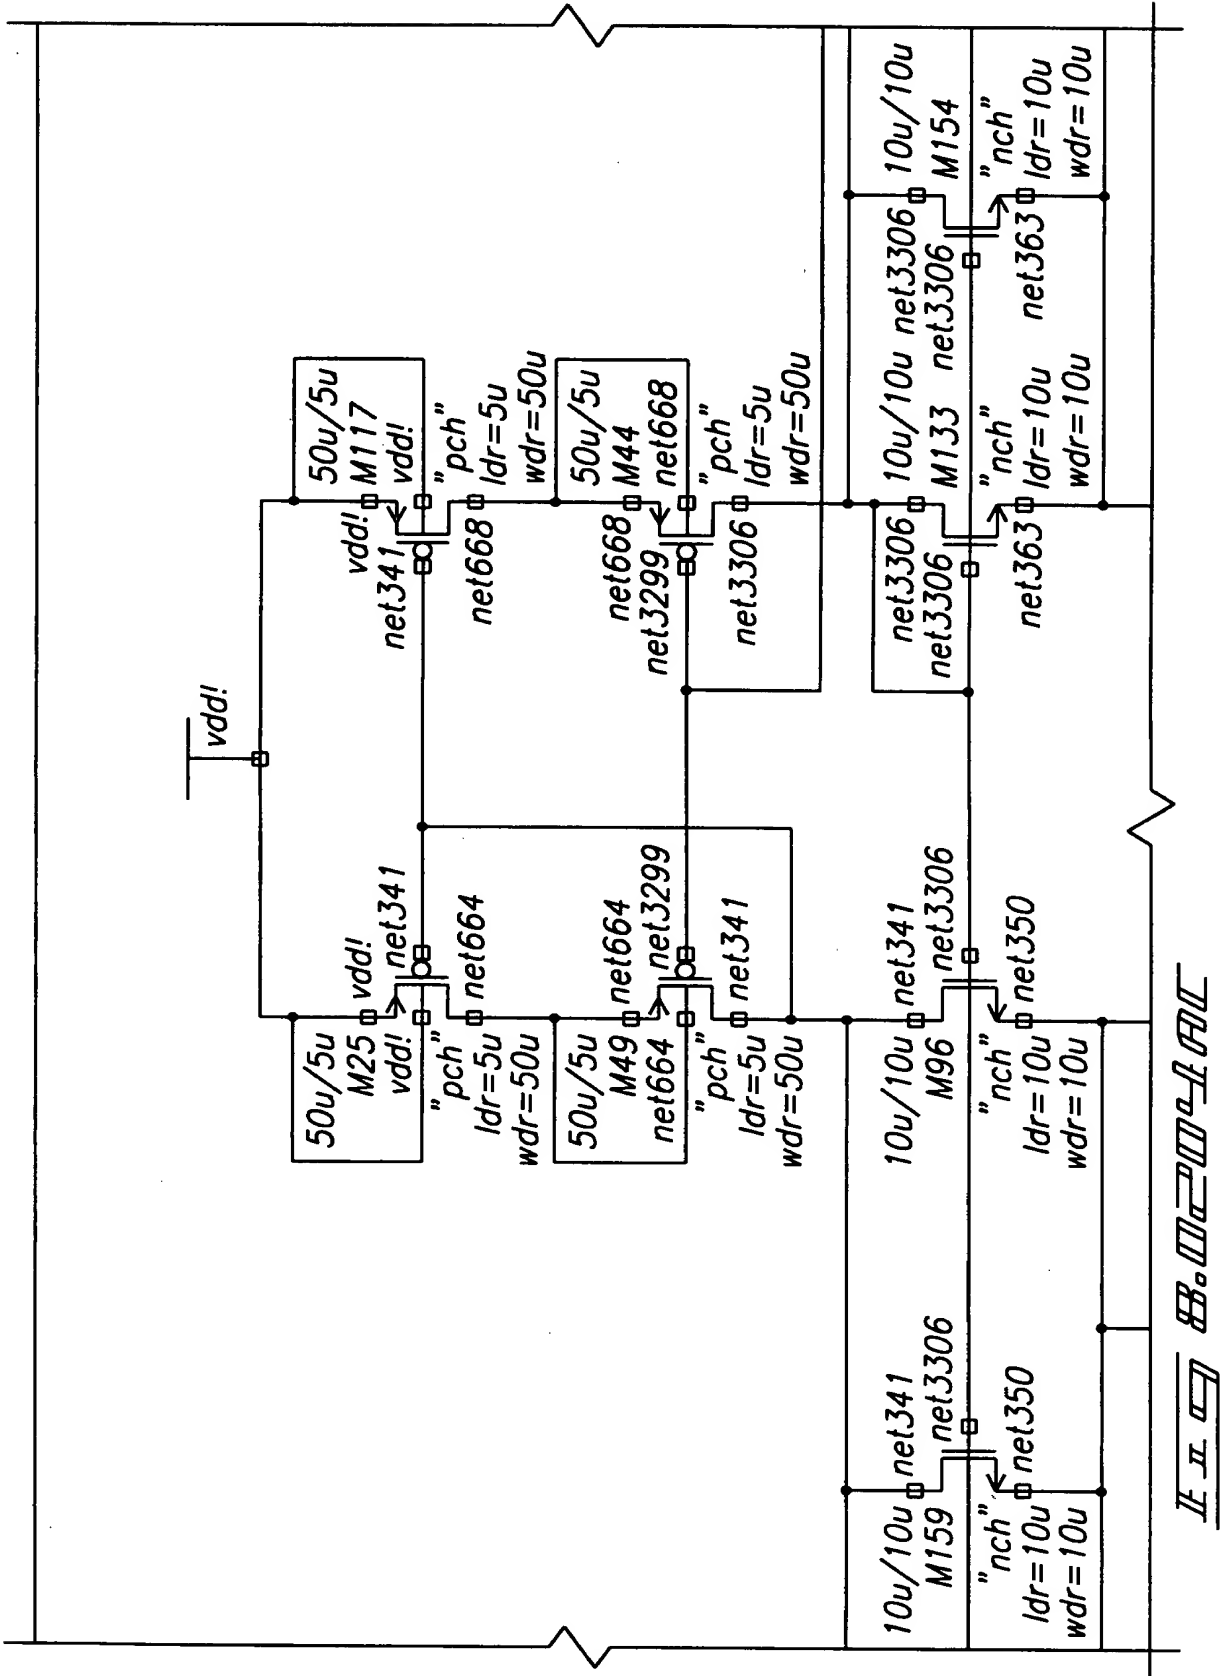 vdd!
50u/5u
M25
vdd!
vdd!
net341
"pch"
net664
ldr=5u
wdr=50u
50u/5u
M117
vdd!
vdd!
net341
"pch"
net668
ldr=5u
wdr=50u
50u/5u
M49
net664
net664
net3299
"pch"
net341
ldr=5u
wdr=50u
50u/5u
M44
net668
net668
net3299
"pch"
net3306
ldr=5u
wdr=50u
10u/10u
M159
net341
net3306
"nch"
net350
ldr=10u
wdr=10u
10u/10u
M96
net341
net3306
"nch"
net350
ldr=10u
wdr=10u
net3306
net3306
10u/10u
M133
"nch"
net363
ldr=10u
wdr=10u
net3306
net3306
10u/10u
M154
"nch"
net363
ldr=10u
wdr=10u
FIG 8.0204AC